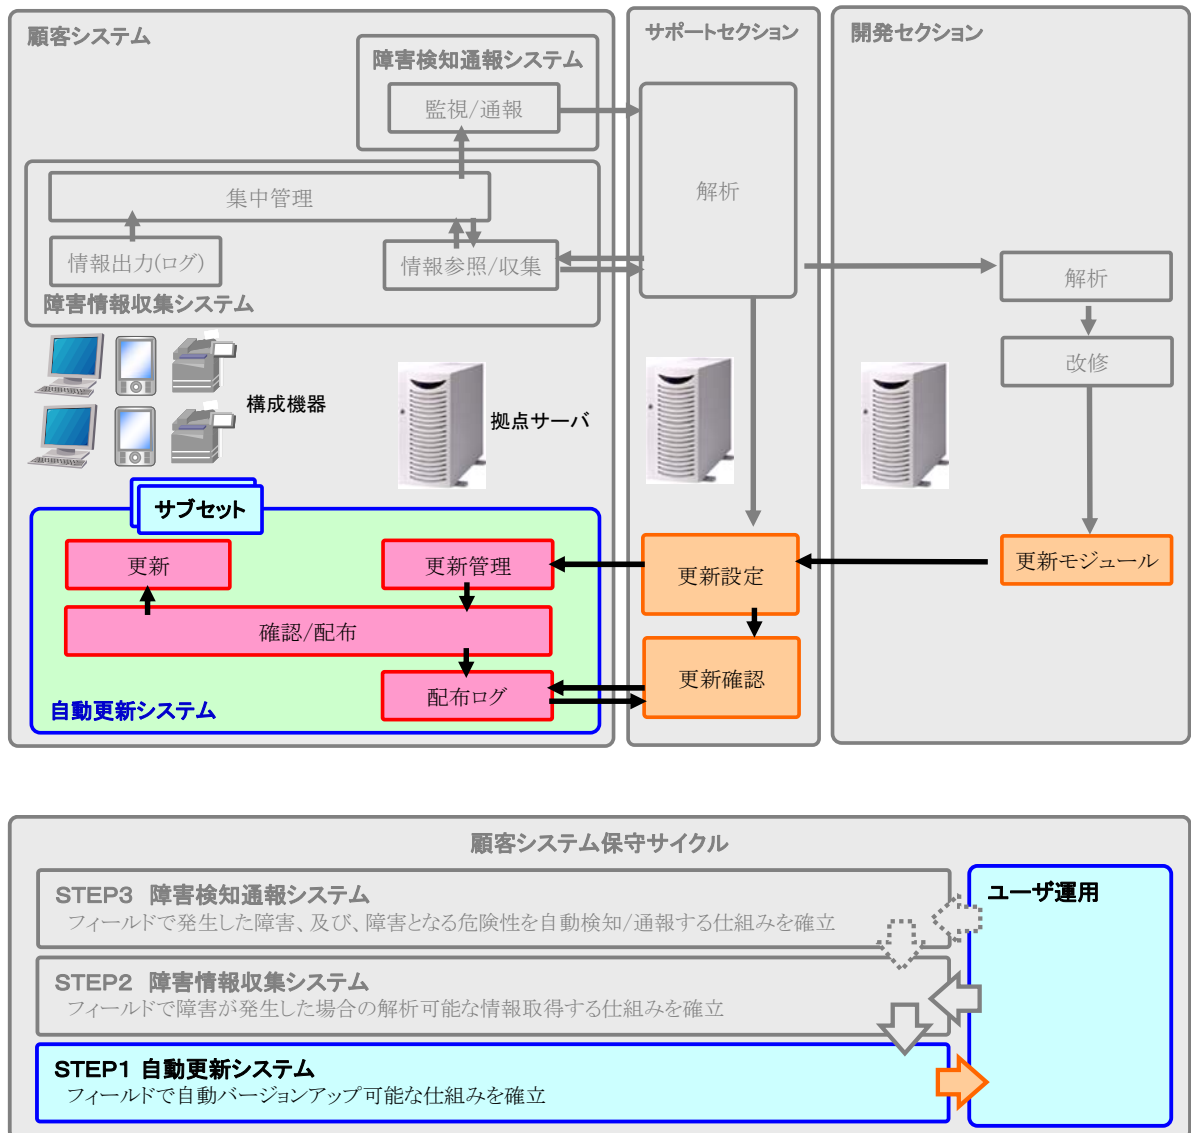 顧客システム
サポートセクション
開発セクション
障害検知通報システム
監視/通報
解析
集中管理
情報出力(ログ)
情報参照/収集
障害情報収集システム
解析
改修
構成機器
拠点サーバ
サブセット
更新
更新管理
更新設定
更新モジュール
確認/配布
更新確認
配布ログ
自動更新システム
顧客システム保守サイクル
STEP3 障害検知通報システム
フィールドで発生した障害、及び、障害となる危険性を自動検知/通報する仕組みを確立
ユーザ運用
STEP2 障害情報収集システム
フィールドで障害が発生した場合の解析可能な情報取得する仕組みを確立
STEP1 自動更新システム
フィールドで自動バージョンアップ可能な仕組みを確立